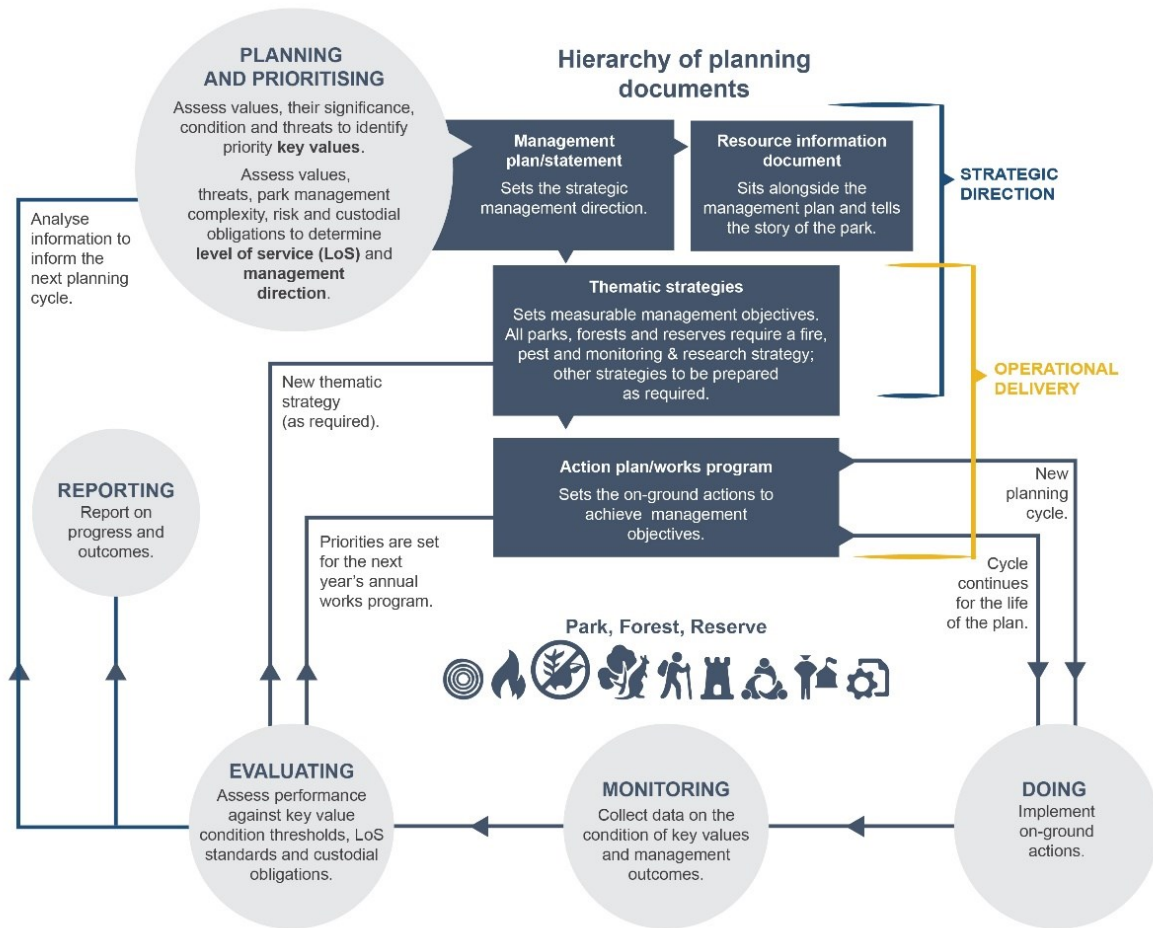 PLANNING
AND PRIORITISING
Assess values, their significance,
condition and threats to identify
priority key values.
Assess values,
threats, park management
complexity, risk and custodial
obligations to determine
level of service (LoS) and
management
direction.
Hierarchy of planning
documents
Management
plan/statement
Sets the strategic
management direction.
Resource information
document
Sits alongside the
management plan and tells
the story of the park.
STRATEGIC
DIRECTION
Analyse
information to
inform the
next planning
cycle.
Thematic strategies
Sets measurable management objectives.
All parks, forests and reserves require a fire,
pest and monitoring & research strategy;
other strategies to be prepared
as required.
OPERATIONAL
DELIVERY
New thematic
strategy
(as required).
Action plan/works program
Sets the on-ground actions to
achieve management
objectives.
New
planning
cycle.
REPORTING
Report on
progress and
outcomes.
Priorities are set
for the next
year's annual
works program.
Cycle
continues
for the life
of the plan.
Park, Forest, Reserve
EVALUATING
Assess performance
against key value
condition thresholds, LoS
standards and custodial
obligations.
MONITORING
Collect data on the
condition of key values
and management
outcomes.
DOING
Implement
on-ground
actions.